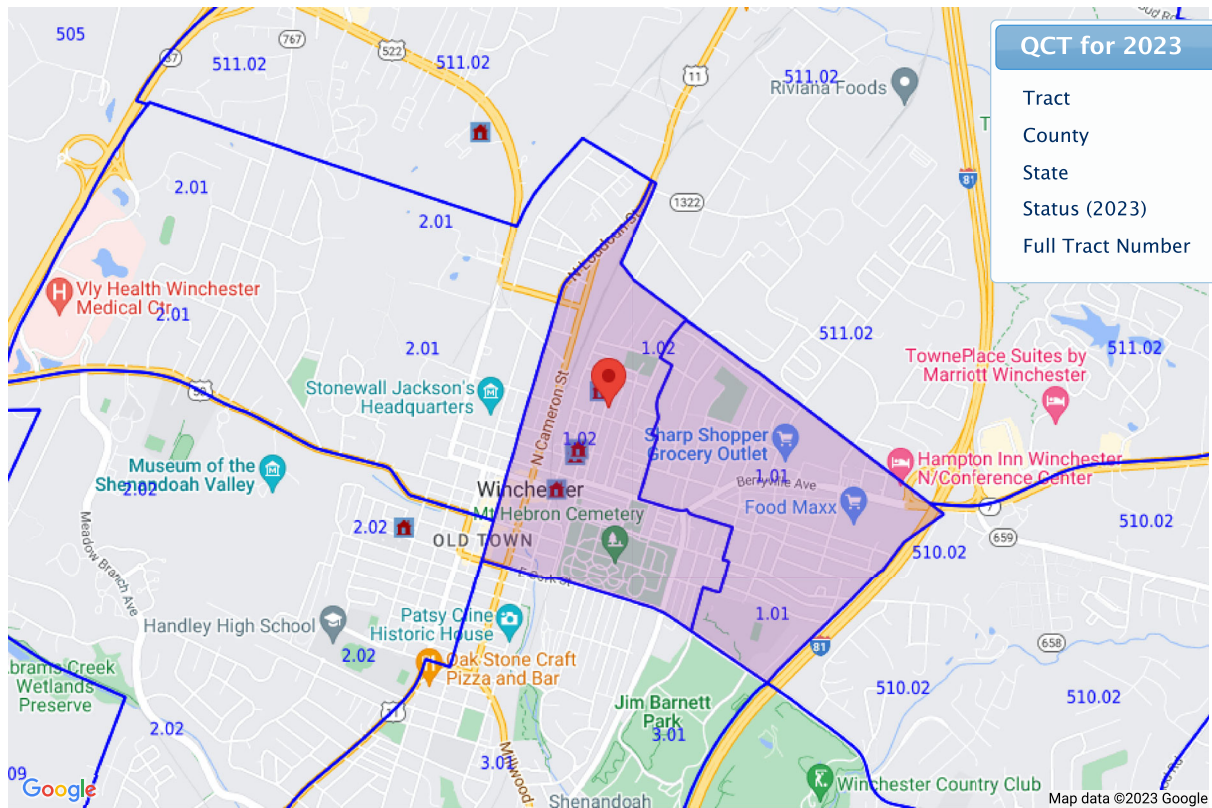 505
767
37
511.02
522
511.02
11
511.02
Riviana Foods
81
QCT for 2023
Tract
County
State
Status (2023)
Full Tract Number
2.01
2.01
1322
N Loudoun St
Vly Health Winchester
Medical Ctr
2.01
2.01
511.02
511.02
1.02
TownePlace Suites by
Marriott Winchester
50
Stonewall Jackson's
Headquarters
N Cameron St
1.02
Sharp Shopper
Grocery Outlet
Museum of the
Shenandoah Valley
2.02
Hampton Inn Winchester
N/Conference Center
1.01
Berryville Ave
Winchester
Food Maxx
7
Mt Hebron Cemetery
2.02
OLD TOWN
510.02
659
510.02
E Cork St
Meadow Branch Ave
Handley High School
Patsy Cline
Historic House
1.01
2.02
81
658
Oak Stone Craft
Pizza and Bar
brams Creek
Wetlands
Preserve
510.02
510.02
11
Jim Barnett
Park
2.02
3.01
3.01
Millwood
09
Google
Winchester Country Club
Shenandoah
Map data ©2023 Google